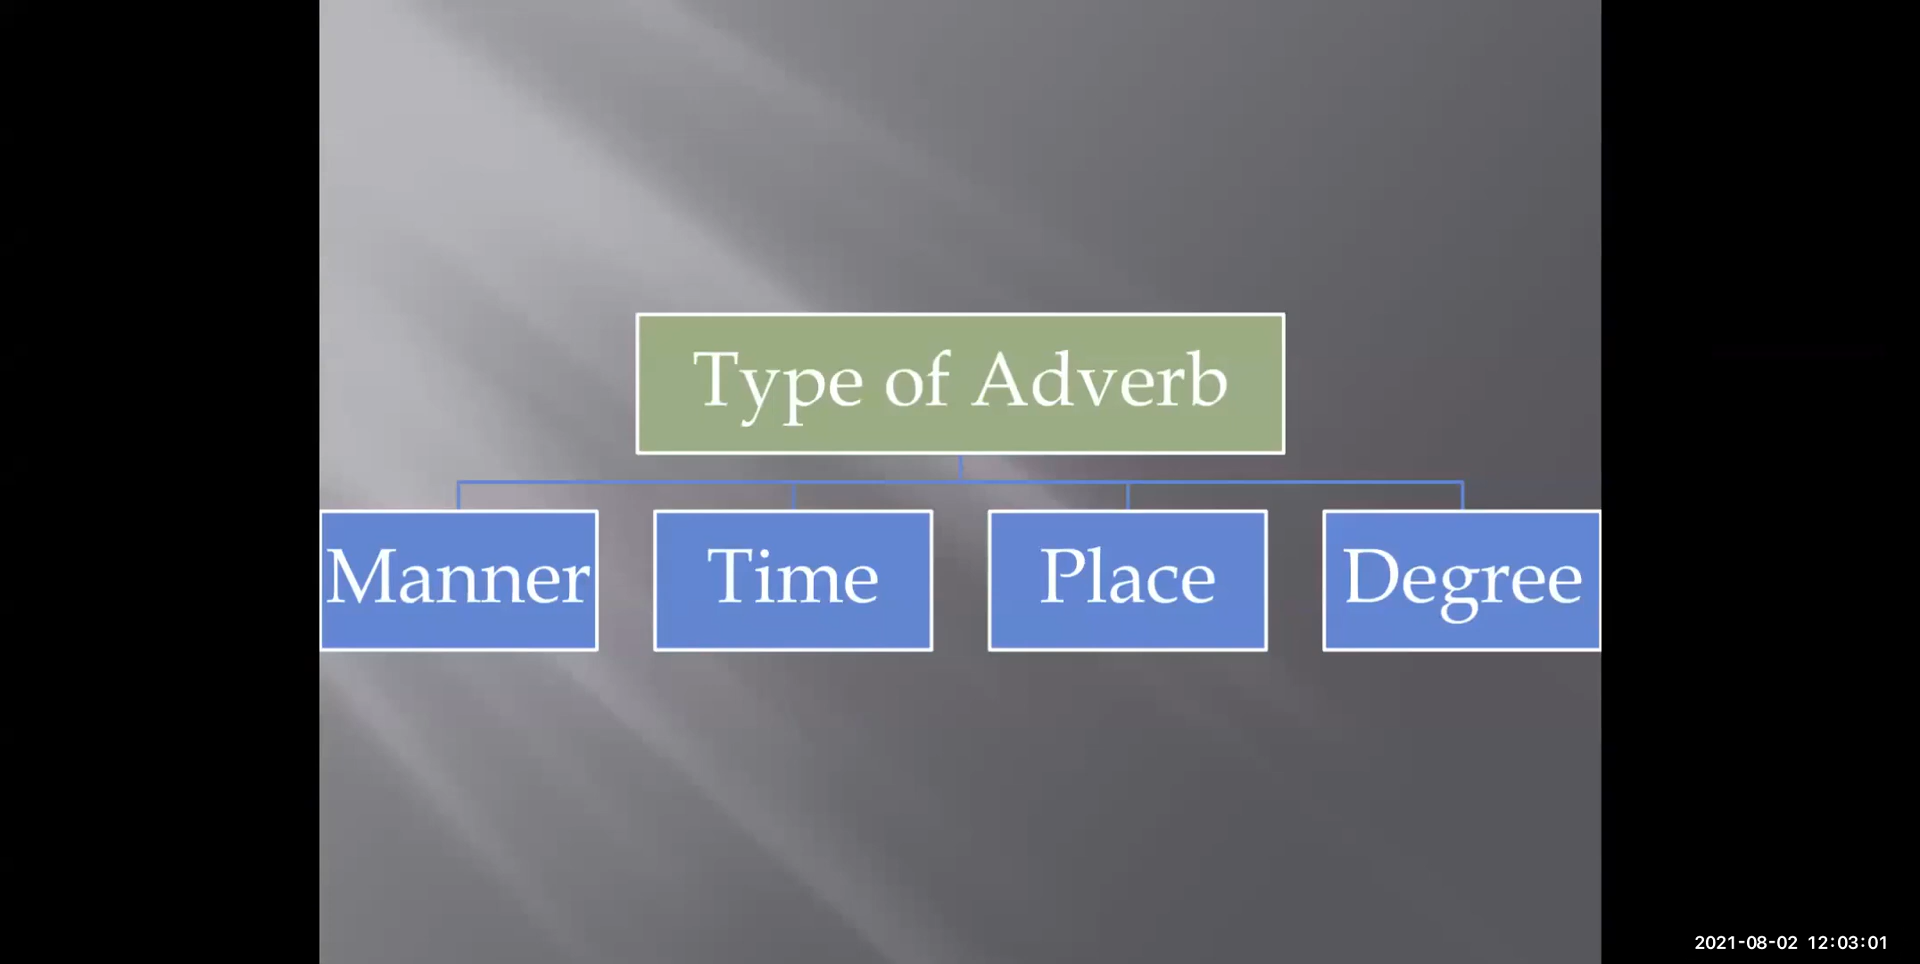 Type of Adverb
Manner
Time
Place
Degree
2021-08-02 12:03:01